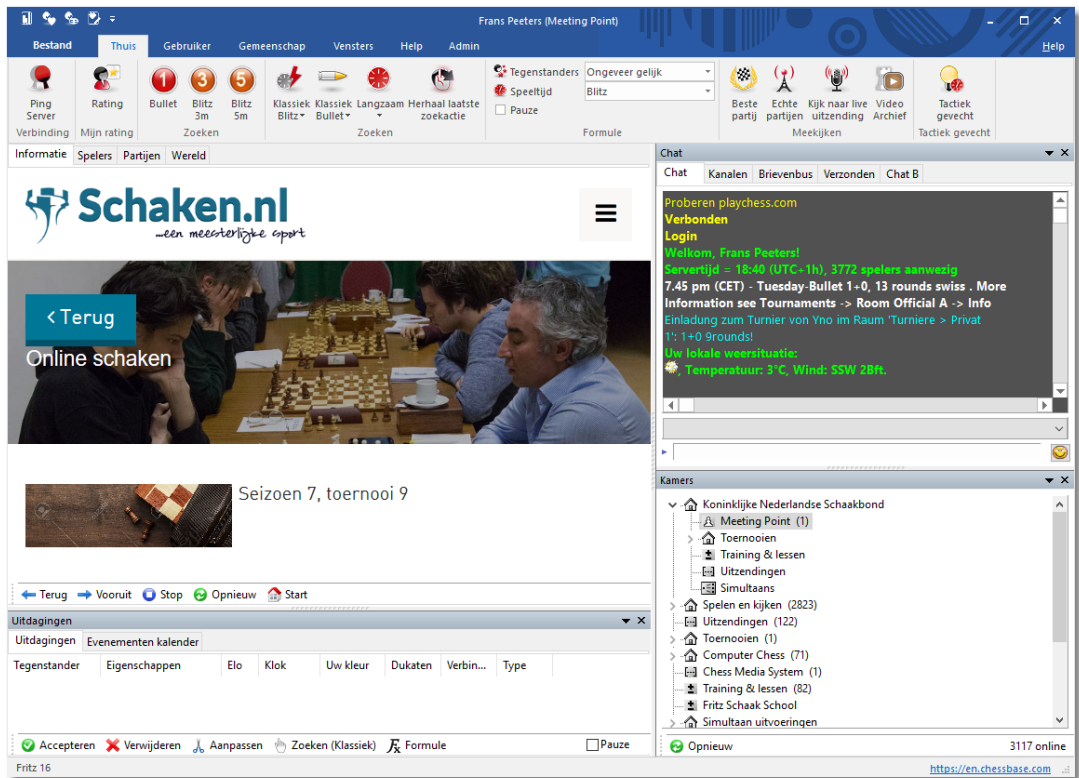 Frans Peeters (Meeting Point)
Bestand Thuis Gebruiker Gemeenschap Vensters Help Admin Help
Ping Server
Rating
1 Bullet
3 Blitz 3m
5 Blitz 5m
Klassiek Blitz
Klassiek Bullet
Langzaam
Herhaal laatste zoekactie
Tegenstanders Ongeveer gelijk
Speeltijd Blitz
Pauze
Beste partij
Echte partijen
Kijk naar live uitzending
Video Archief
Tactiek gevecht
Verbinding Mijn rating Zoeken Zoeken Formule Meekijken Tactiek gevecht
Informatie Spelers Partijen Wereld
Schaken.nl
...een meesterlijke sport
< Terug
Online schaken
Seizoen 7, toernooi 9
Terug Vooruit Stop Opnieuw Start
Uitdagingen
Uitdagingen Evenementen kalender
Tegenstander Eigenschappen Elo Klok Uw kleur Dukaten Verbin... Type
Accepteren Verwijderen Aanpassen Zoeken (Klassiek) Formule Pauze
Chat
Chat Kanalen Brievenbus Verzonden Chat B
Proberen playchess.com
Verbonden
Login
Welkom, Frans Peeters!
Servertijd = 18:40 (UTC+1h), 3772 spelers aanwezig
7.45 pm (CET) - Tuesday-Bullet 1+0, 13 rounds swiss . More
Information see Tournaments -> Room Official A -> Info
Einladung zum Turnier von Yno im Raum 'Turniere > Privat
1': 1+0 9rounds!
Uw lokale weersituatie:
, Temperatuur: 3°C, Wind: SSW 2Bft.
Kamers
Koninklijke Nederlandse Schaakbond
Meeting Point (1)
Toernooien
Training & lessen
Uitzendingen
Simultaans
Spelen en kijken (2823)
Uitzendingen (122)
Toernooien (1)
Computer Chess (71)
Chess Media System (1)
Training & lessen (82)
Fritz Schaak School
Simultaan uitvoeringen
Opnieuw 3117 online
Fritz 16 https://en.chessbase.com